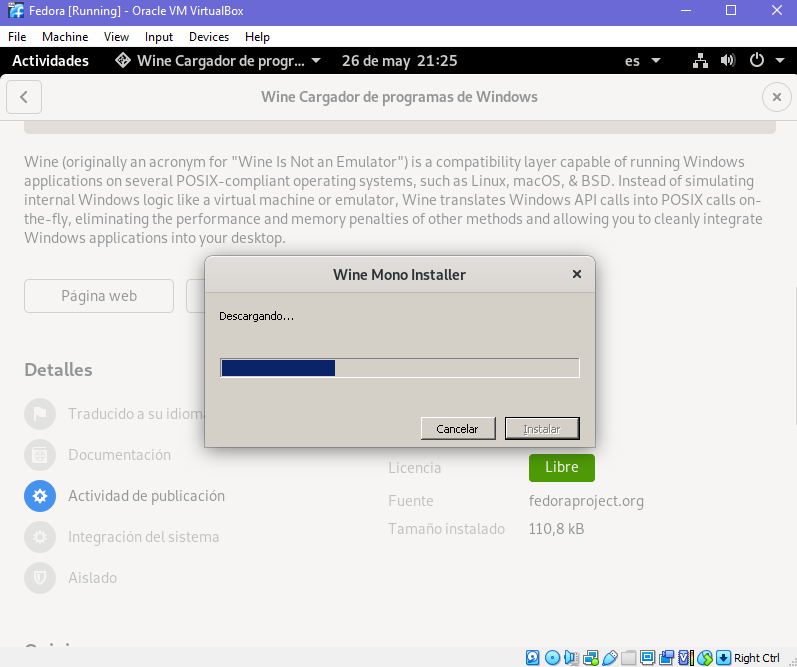 Fedora [Running] - Oracle VM VirtualBox
File Machine View Input Devices Help
Actividades Wine Cargador de progr... 26 de may 21:25 es
Wine Cargador de programas de Windows
Wine (originally an acronym for "Wine Is Not an Emulator") is a compatibility layer capable of running Windows
applications on several POSIX-compliant operating systems, such as Linux, macOS, & BSD. Instead of simulating
internal Windows logic like a virtual machine or emulator, Wine translates Windows API calls into POSIX calls on-
the-fly, eliminating the performance and memory penalties of other methods and allowing you to cleanly integrate
Windows applications into your desktop.
Página web
Wine Mono Installer
Descargando...
Cancelar Instalar
Detalles
Traducido a su idioma
Documentación
Actividad de publicación
Integración del sistema
Aislado
Licencia Libre
Fuente fedoraproject.org
Tamaño instalado 110,8 kB
Right Ctrl